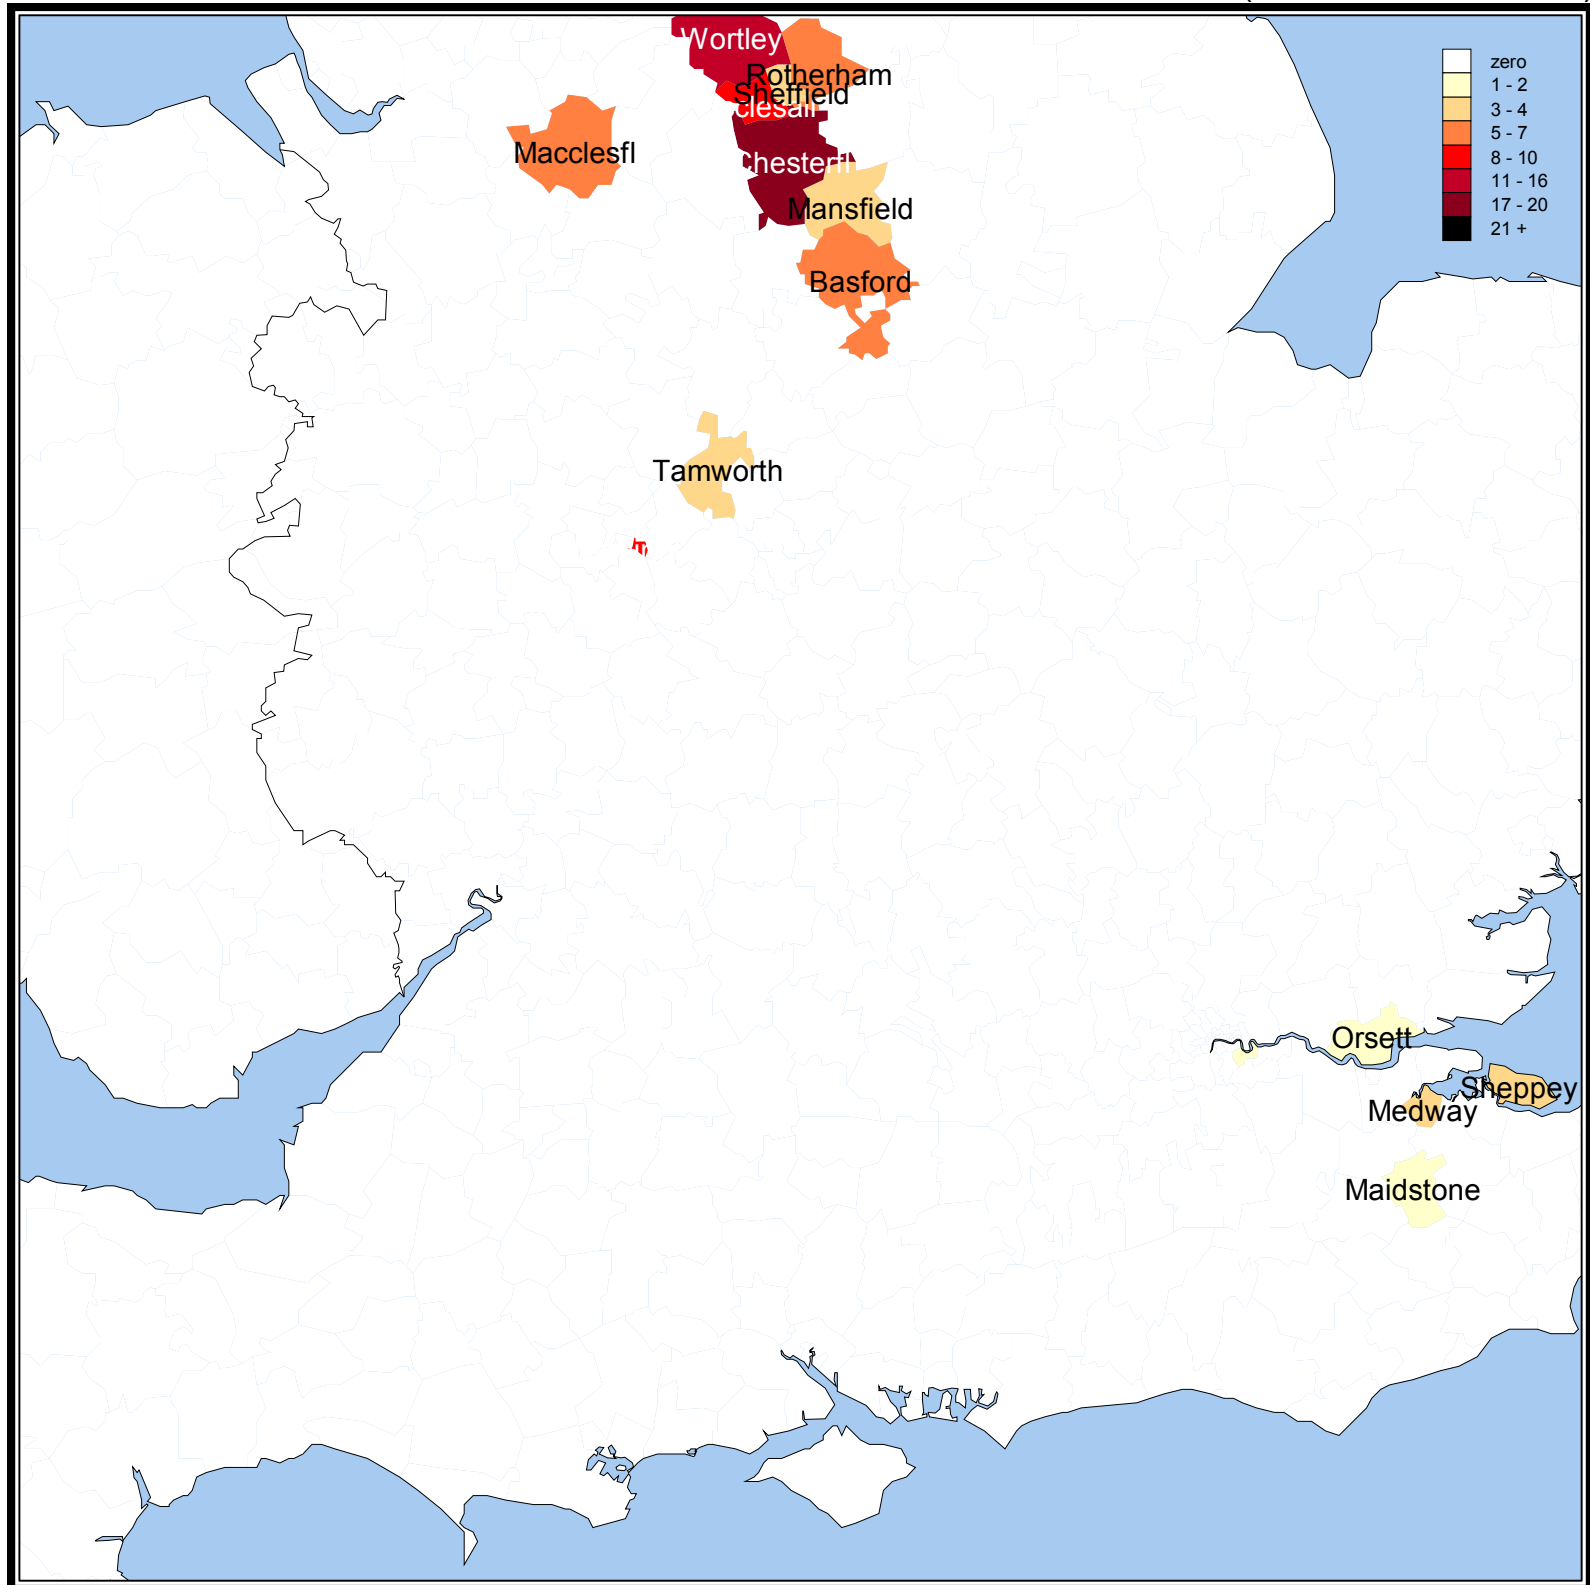 Wortley
Rotherham
Sheffield
clesall
Chesterfl
Macclesfl
Mansfield
Basford
Tamworth
Orsett
Sheppey
Medway
Maidstone
zero
1 - 2
3 - 4
5 - 7
8 - 10
11 - 16
17 - 20
21 +